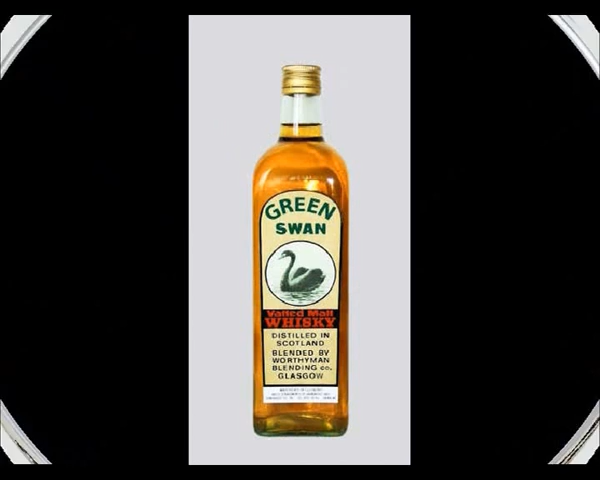 GREEN
SWAN
Vatted Malt
WHISKY
DISTILLED IN
SCOTLAND
BLENDED BY
WORTHYMAN
BLENDING co.
GLASGOW